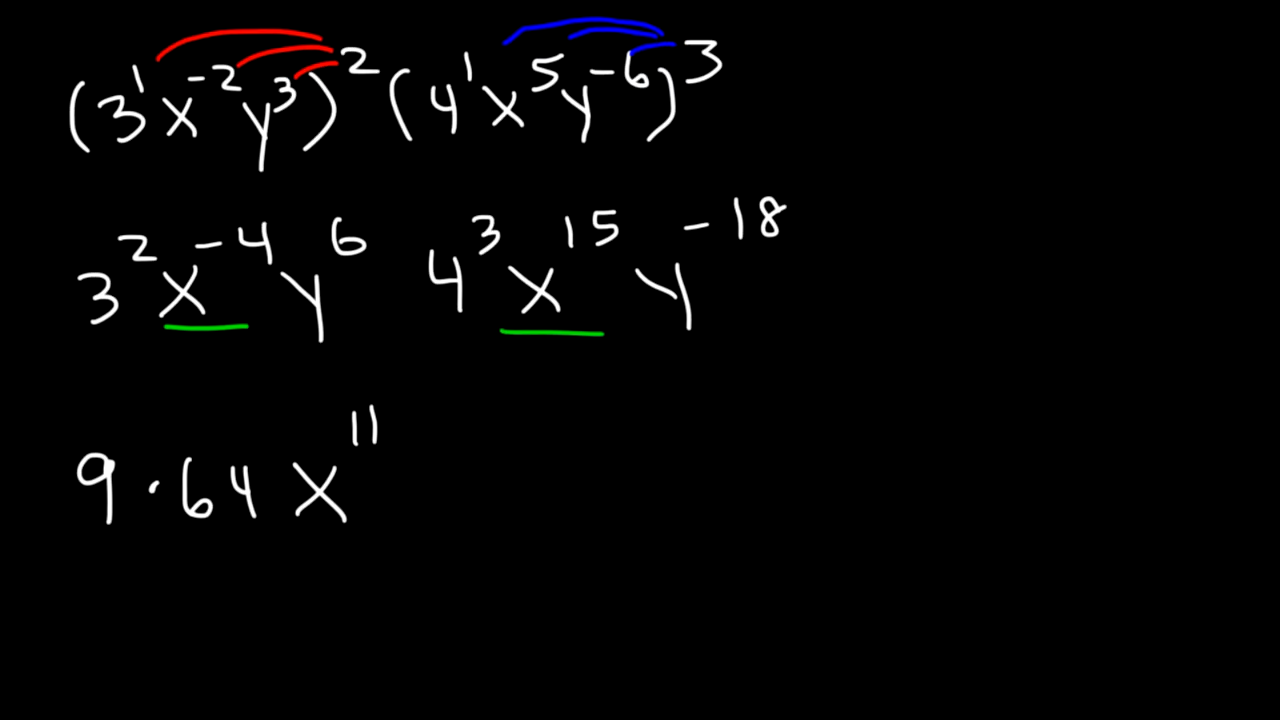 (3¹x⁻²y³)²(4¹x⁵y⁻⁶)³
3²x⁻⁴y⁶ 4³x¹⁵y⁻¹⁸
9·64x¹¹